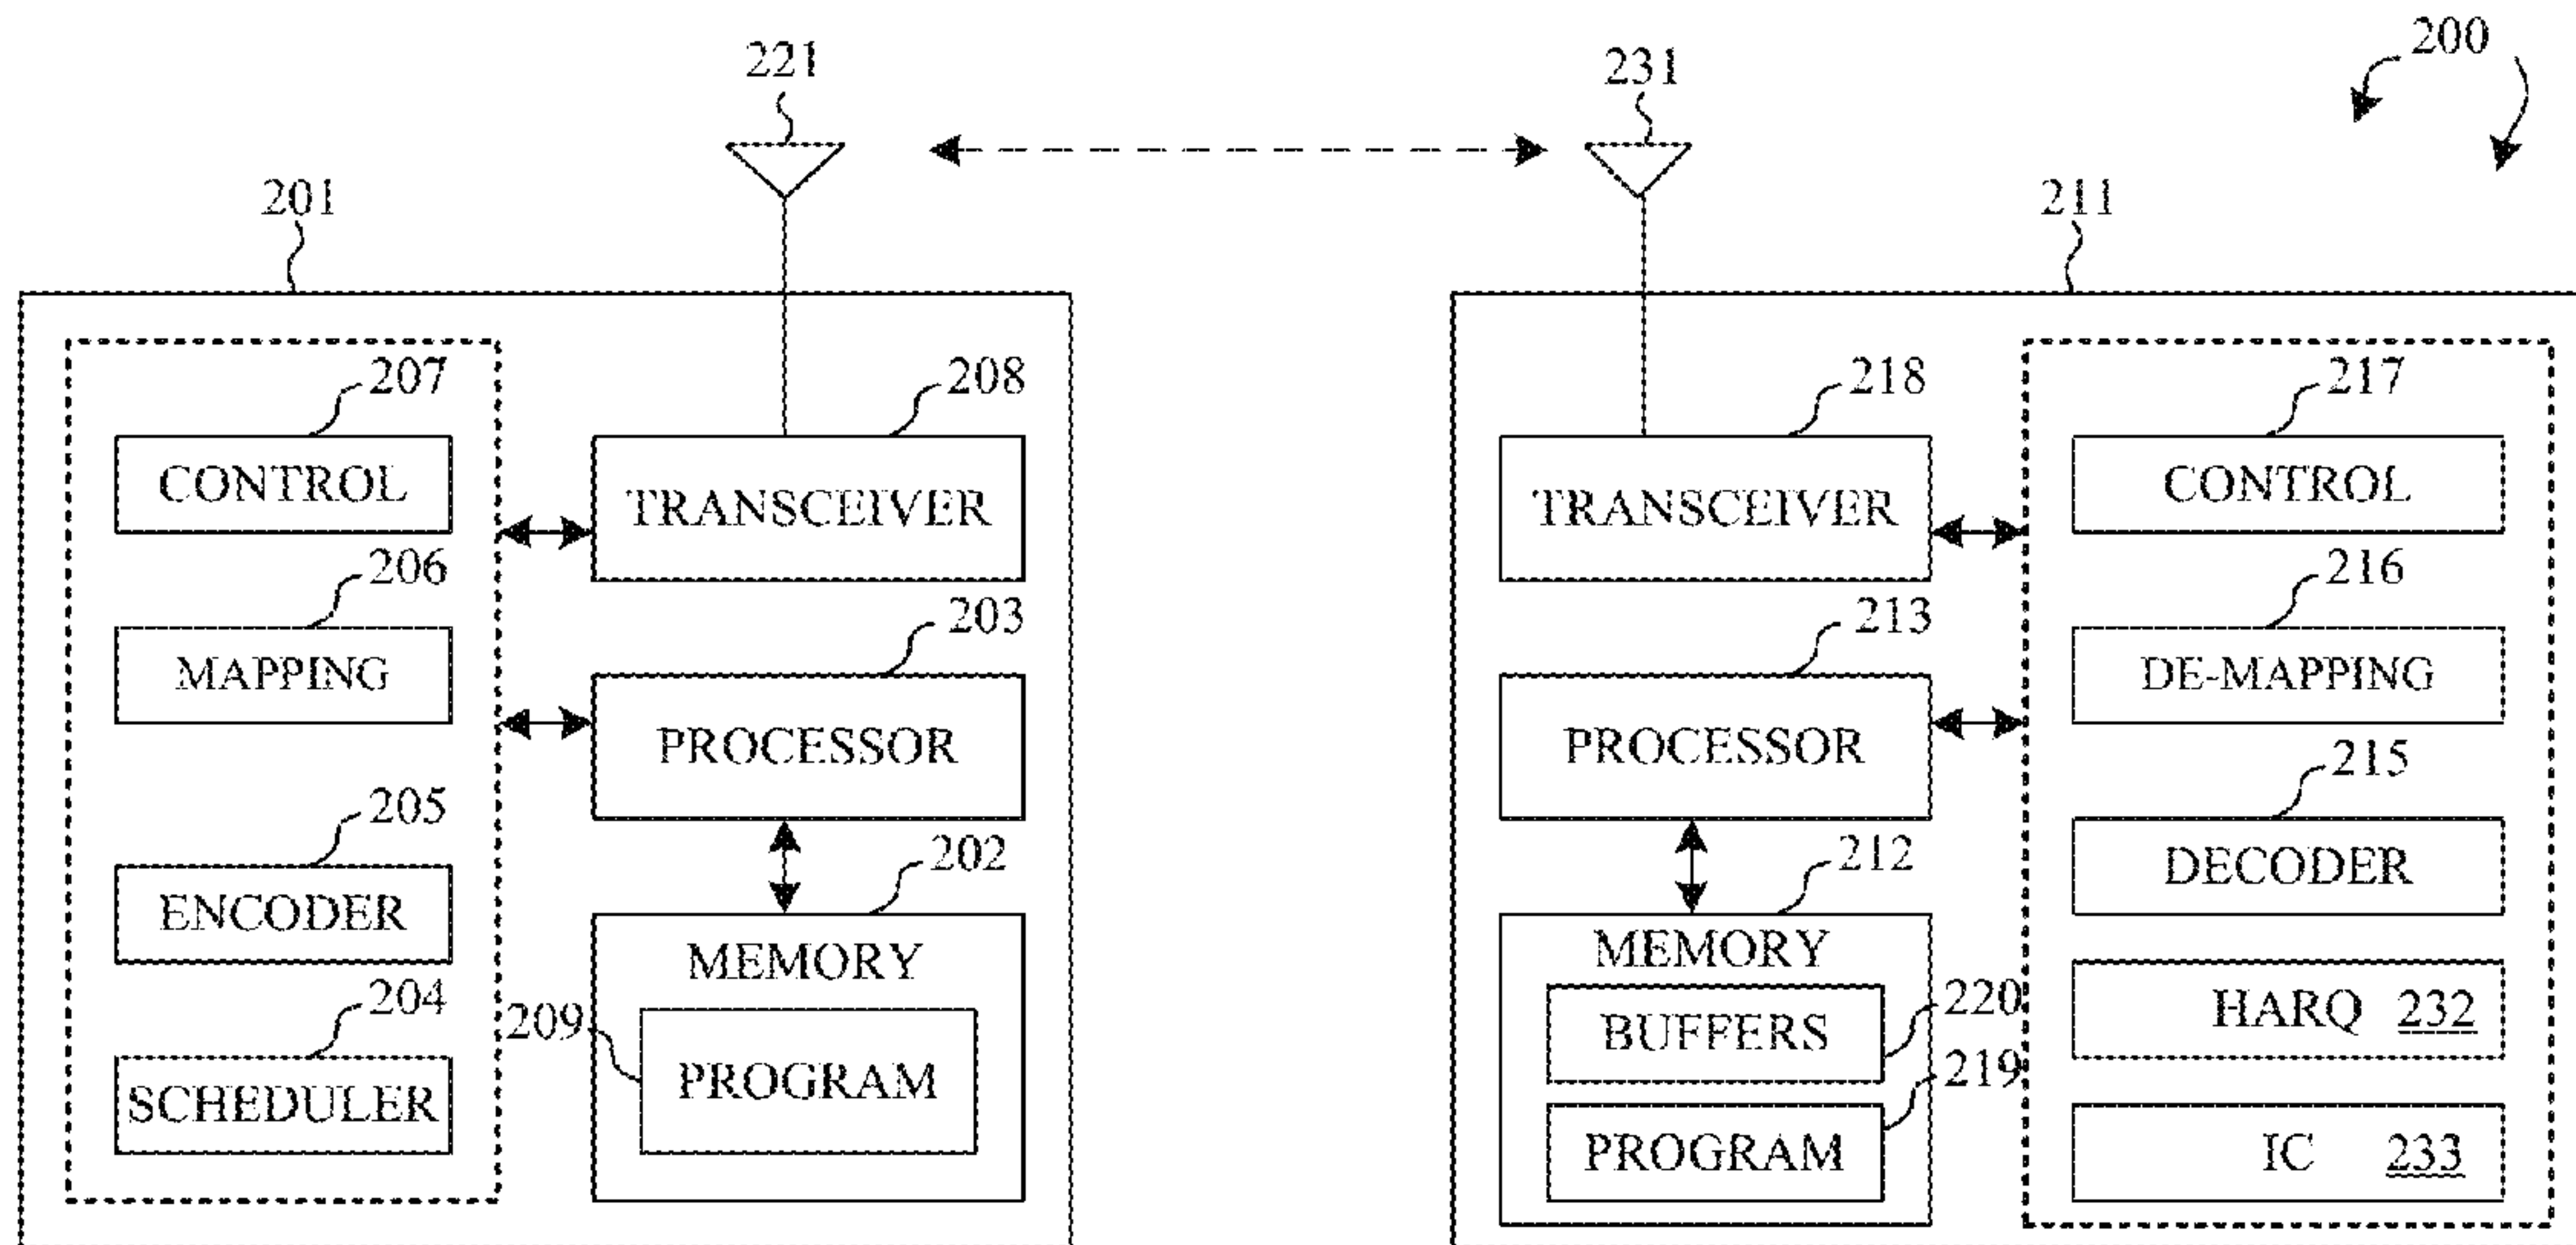 200
221
231
201
211
207
208
218
217
CONTROL
TRANSCEIVER
TRANSCEIVER
CONTROL
206
216
203
213
MAPPING
PROCESSOR
PROCESSOR
DE-MAPPING
205
215
202
212
ENCODER
MEMORY
MEMORY
DECODER
204
209
220
BUFFERS
HARQ 232
SCHEDULER
PROGRAM
219
PROGRAM
IC 233